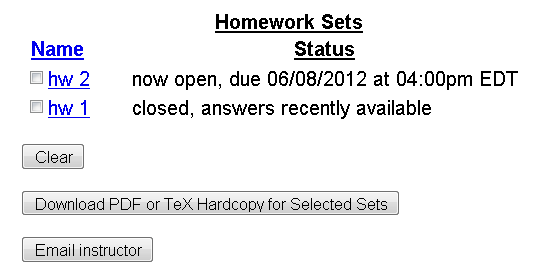 Homework Sets
Name Status
hw 2 now open, due 06/08/2012 at 04:00pm EDT
hw 1 closed, answers recently available
Clear
Download PDF or TeX Hardcopy for Selected Sets
Email instructor